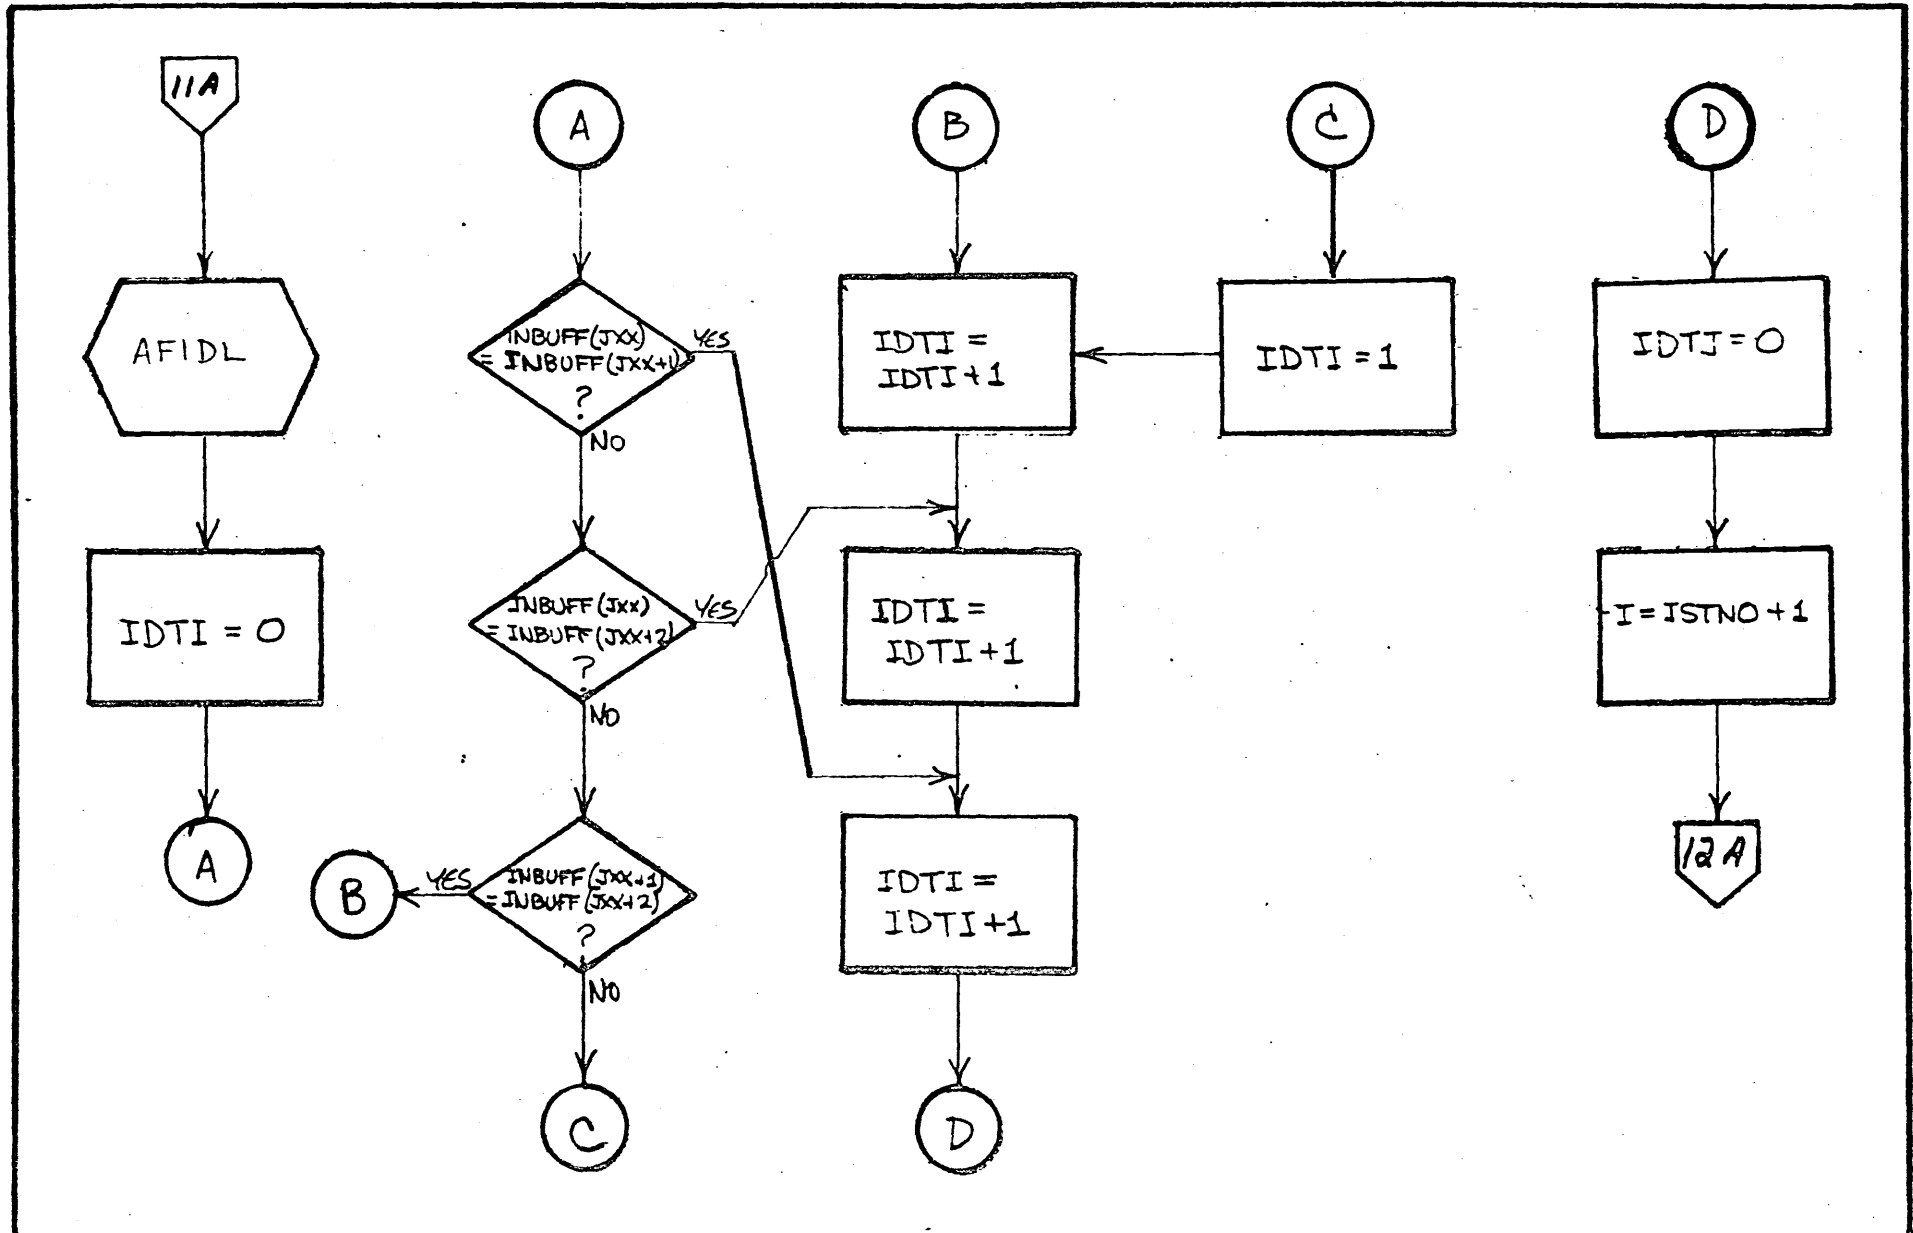 11A
AFIDL
IDTI = 0
A
A
INBUFF(JXX)
= INBUFF(JXX+1)
?
YES
NO
INBUFF(JXX)
= INBUFF(JXX+2)
?
YES
NO
INBUFF(JXX+1)
= INBUFF(JXX+2)
?
YES
B
NO
C
B
IDTI =
IDTI+1
IDTI =
IDTI+1
IDTI =
IDTI+1
D
C
IDTI = 1
D
IDTJ = 0
I = ISTNO + 1
12A